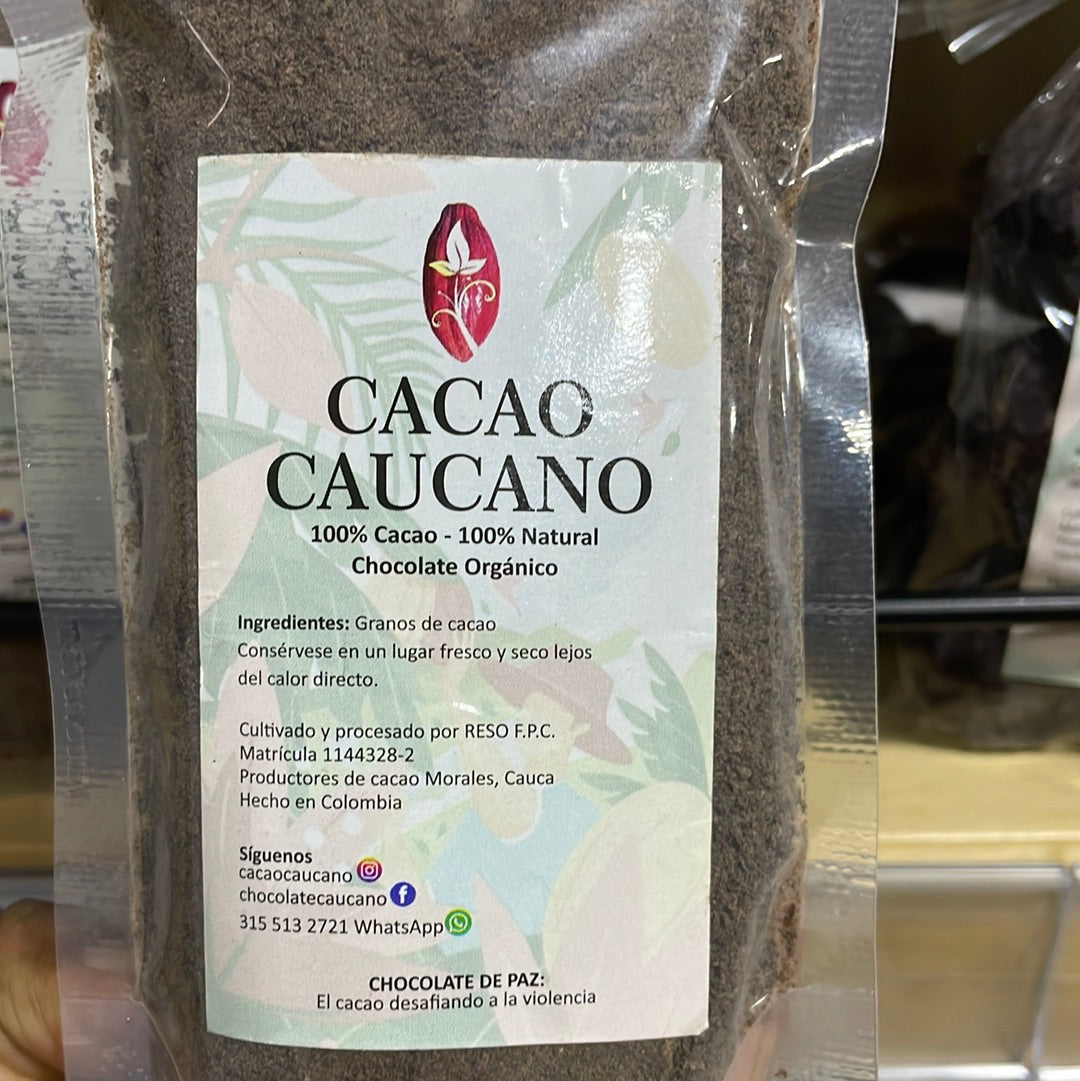 CACAO
CAUCANO
100% Cacao - 100% Natural
Chocolate Orgánico
Ingredientes: Granos de cacao
Consérvese en un lugar fresco y seco lejos
del calor directo.
Cultivado y procesado por RESO F.P.C.
Matrícula 1144328-2
Productores de cacao Morales, Cauca
Hecho en Colombia
Síguenos
cacaocaucano
chocolatecaucano
315 513 2721 WhatsApp
CHOCOLATE DE PAZ:
El cacao desafiando a la violencia